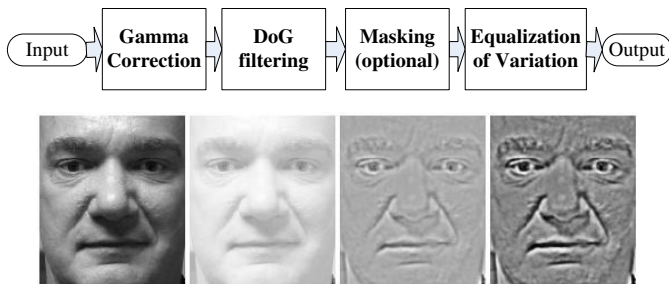 Input
Gamma
Correction
DoG
filtering
Masking
(optional)
Equalization
of Variation
Output